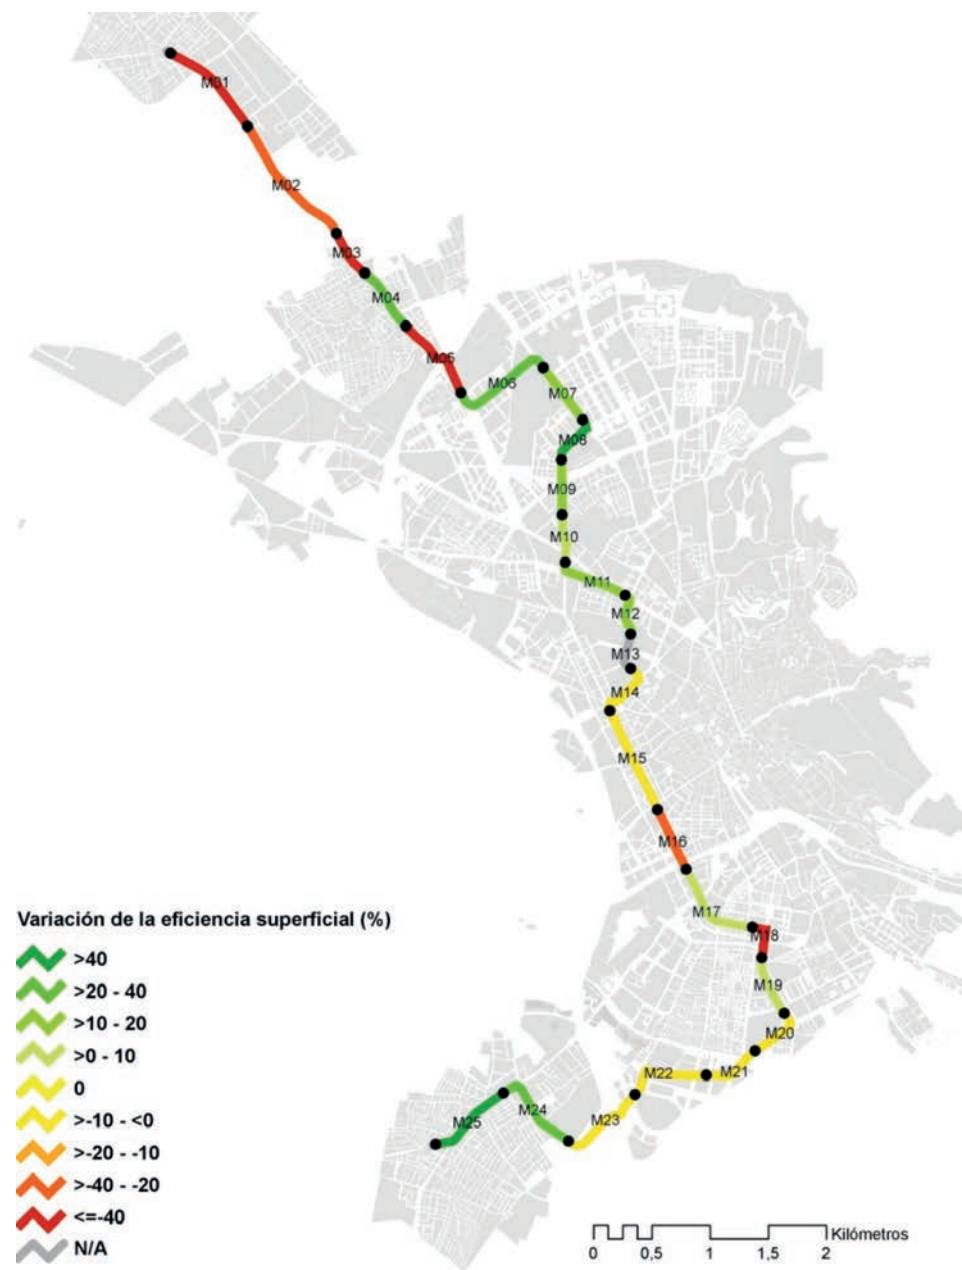 M01
M02
M03
M04
M05
M06
M07
M08
M09
M10
M11
M12
M13
M14
M15
M16
M17
M18
M19
M20
M21
M22
M23
M24
M25
Variación de la eficiencia superficial (%)
>40
>20 - 40
>10 - 20
>0 - 10
0
>-10 - <0
>-20 - -10
>-40 - -20
<=-40
N/A
Kilómetros
0 0,5 1 1,5 2